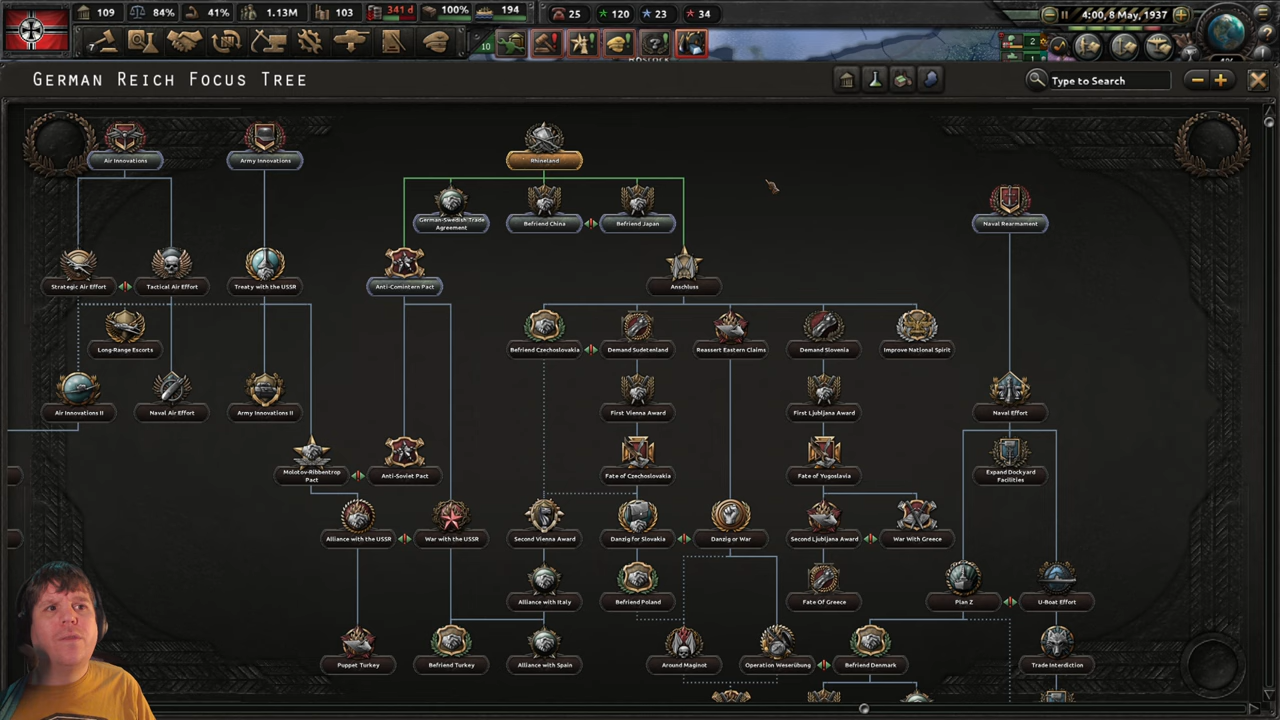 109
84%
41%
1.13M
103
341 d
100%
194
25
120
23
34
4:00, 8 May, 1937
10
2
1
German Reich Focus Tree
Type to Search
Air Innovations
Army Innovations
Rhineland
German-Swedish Trade
Agreement
Befriend China
Befriend Japan
Naval Rearmament
Strategic Air Effort
Tactical Air Effort
Treaty with the USSR
Anti-Comintern Pact
Anschluss
Long-Range Escorts
Befriend Czechoslovakia
Demand Sudetenland
Reassert Eastern Claims
Demand Slovenia
Improve National Spirit
Air Innovations II
Naval Air Effort
Army Innovations II
First Vienna Award
First Ljubljana Award
Naval Effort
Molotov-Ribbentrop
Pact
Anti-Soviet Pact
Fate of Czechoslovakia
Fate of Yugoslavia
Expand Dockyard
Facilities
Alliance with the USSR
War with the USSR
Second Vienna Award
Danzig for Slovakia
Danzig or War
Second Ljubljana Award
War With Greece
Alliance with Italy
Befriend Poland
Fate Of Greece
Plan Z
U-Boat Effort
Puppet Turkey
Befriend Turkey
Alliance with Spain
Around Maginot
Operation Weserübung
Befriend Denmark
Trade Interdiction